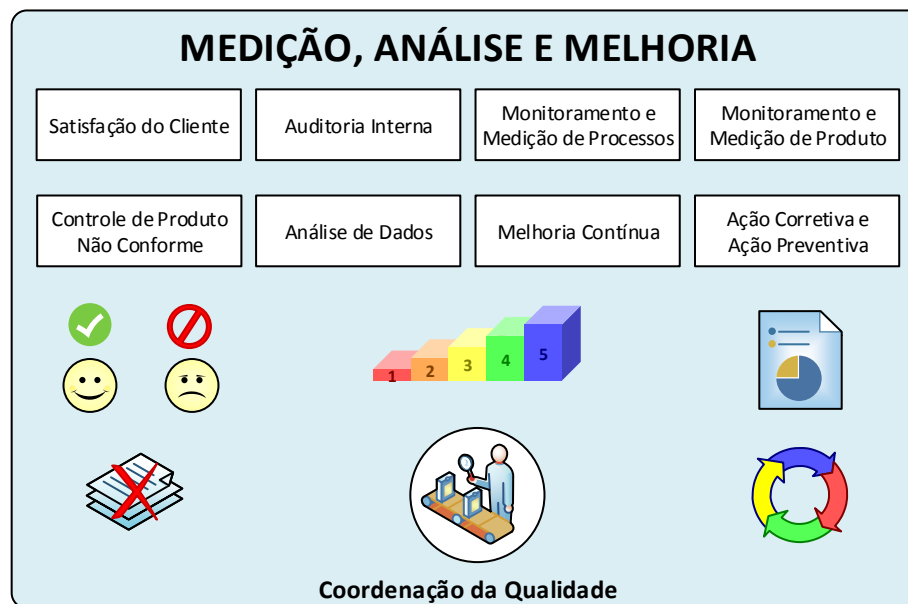 MEDIÇÃO, ANÁLISE E MELHORIA
Satisfação do Cliente
Auditoria Interna
Monitoramento e
Medição de Processos
Monitoramento e
Medição de Produto
Controle de Produto
Não Conforme
Análise de Dados
Melhoria Contínua
Ação Corretiva e
Ação Preventiva
1
2
3
4
5
Coordenação da Qualidade